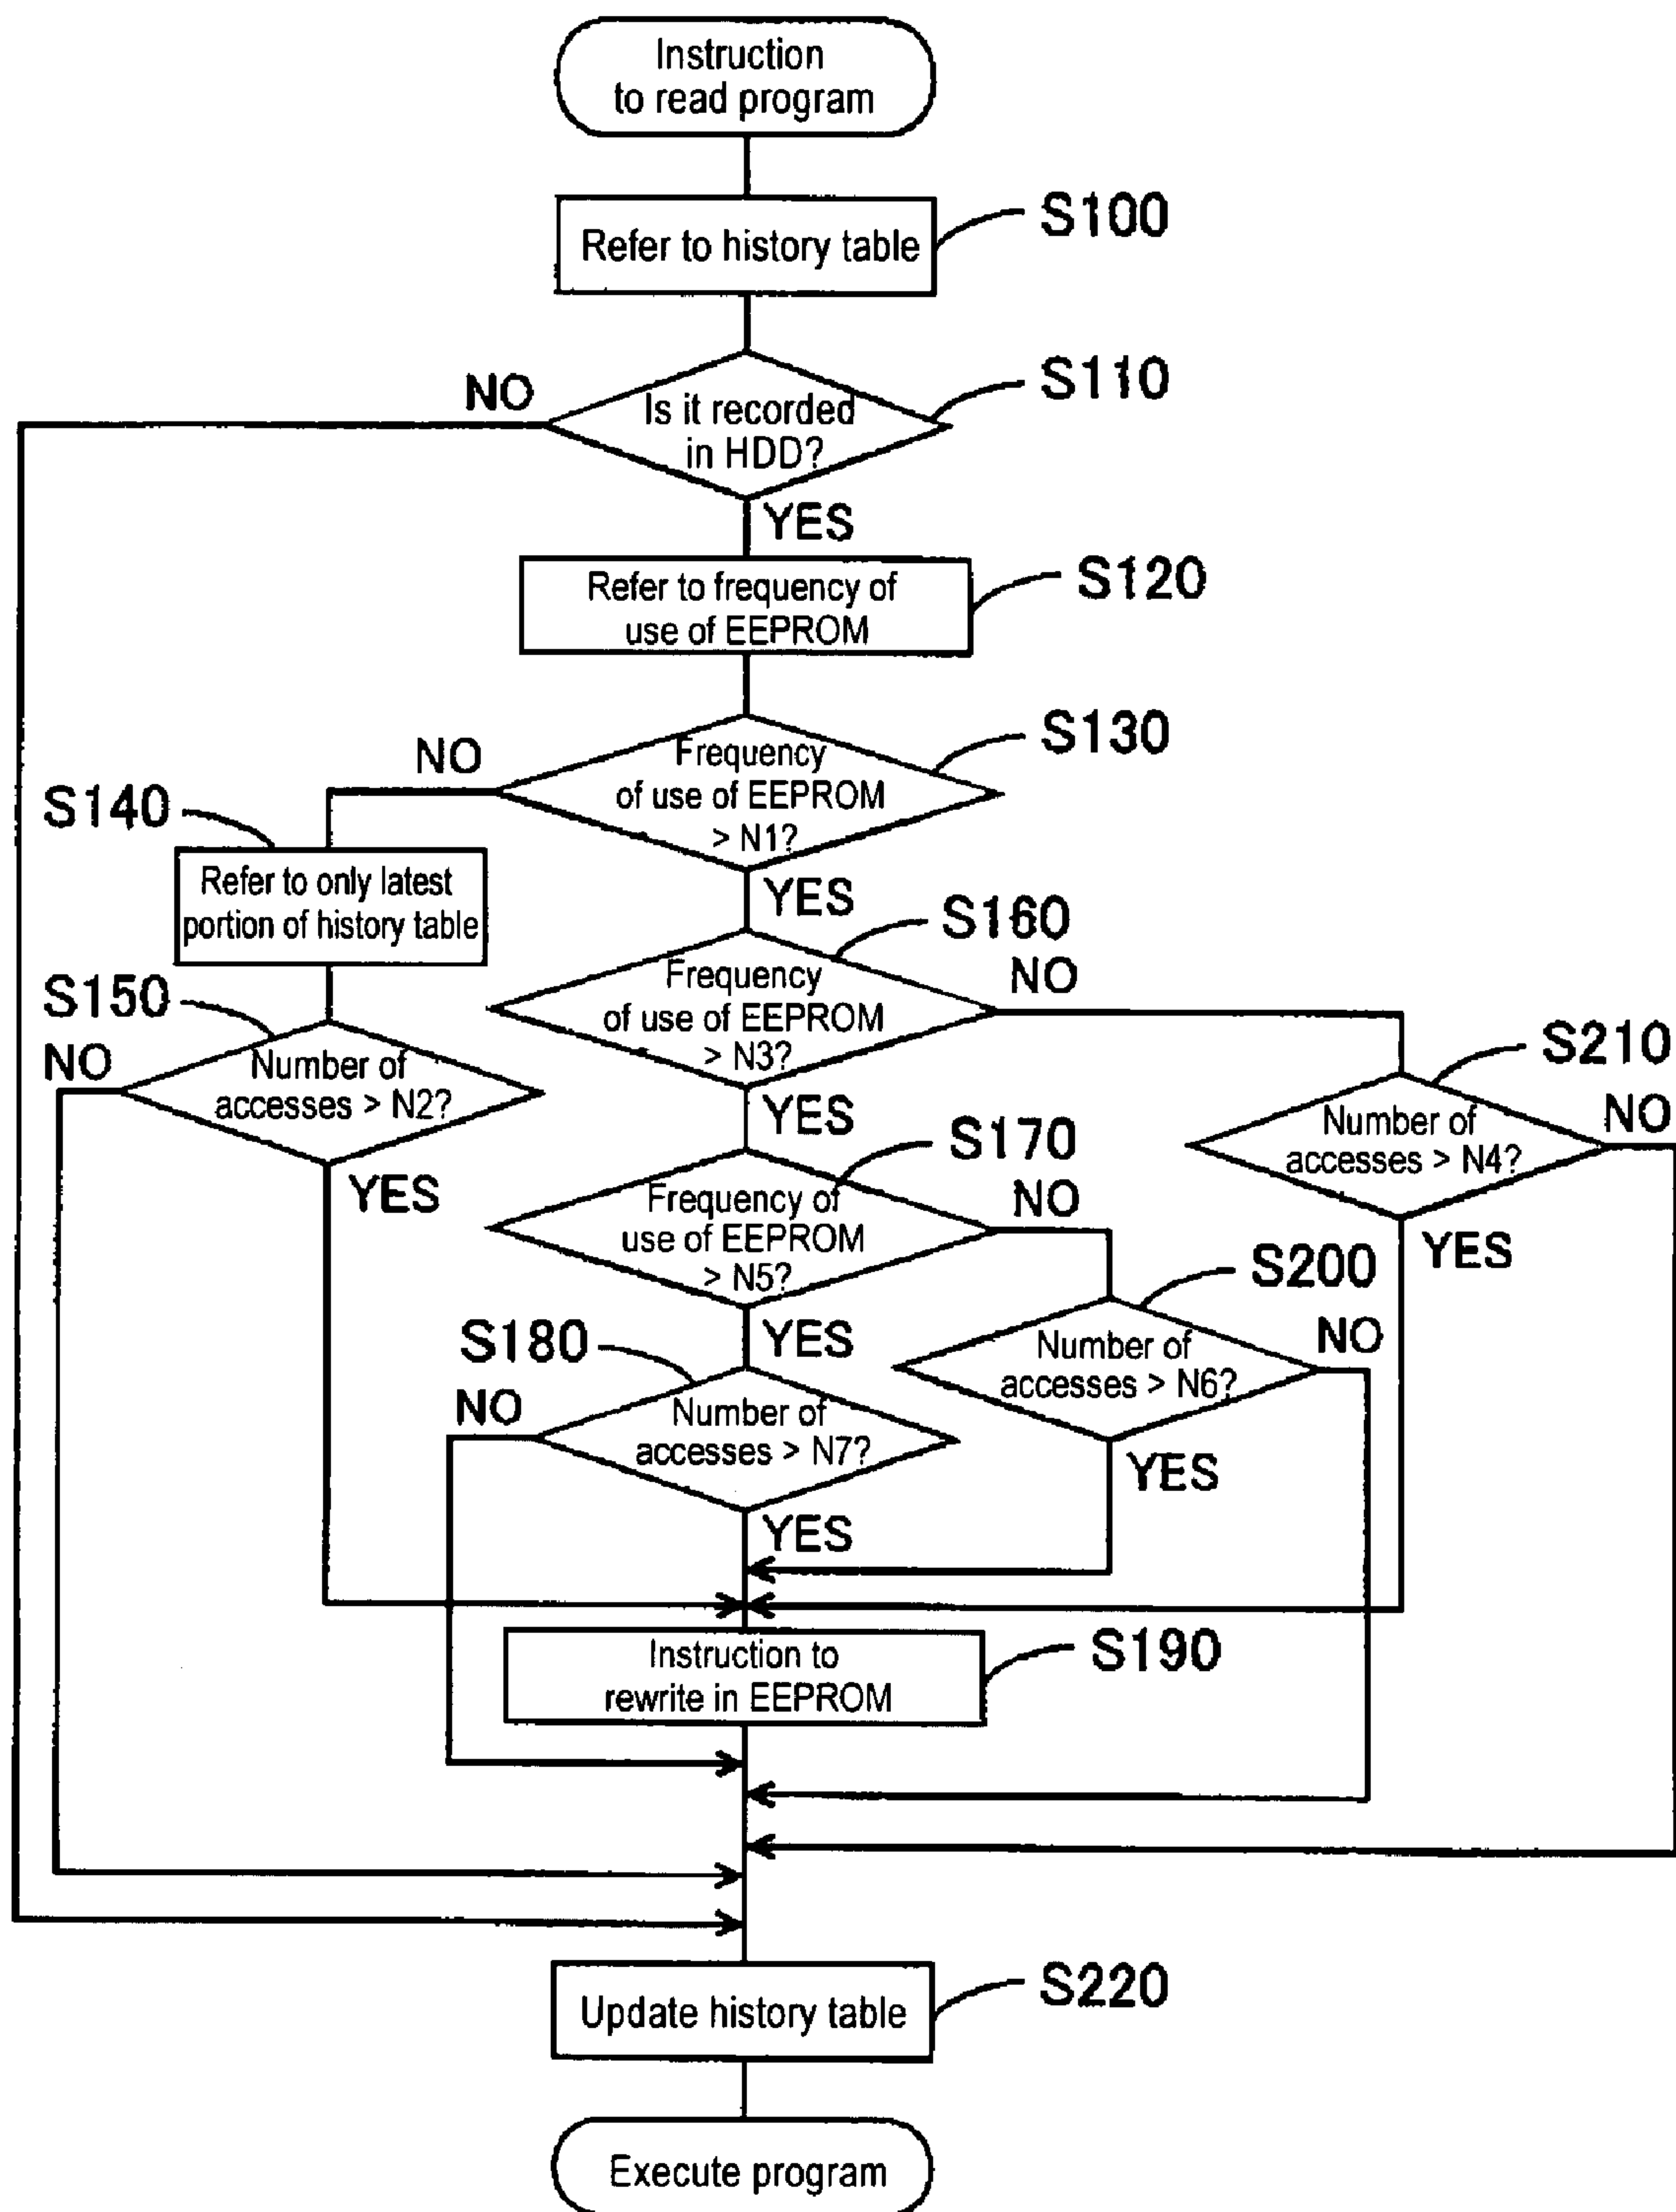 Instruction
to read program
Refer to history table
S100
NO
Is it recorded
in HDD?
S110
YES
Refer to frequency of
use of EEPROM
S120
NO
Frequency
of use of EEPROM
> N1?
S130
S140
Refer to only latest
portion of history table
YES
S160
Frequency
of use of EEPROM
> N3?
NO
S150
NO
Number of
accesses > N2?
YES
YES
S210
Number of
accesses > N4?
NO
YES
S170
Frequency of
use of EEPROM
> N5?
NO
S200
Number of
accesses > N6?
NO
YES
YES
S180
NO
Number of
accesses > N7?
YES
Instruction to
rewrite in EEPROM
S190
Update history table
S220
Execute program